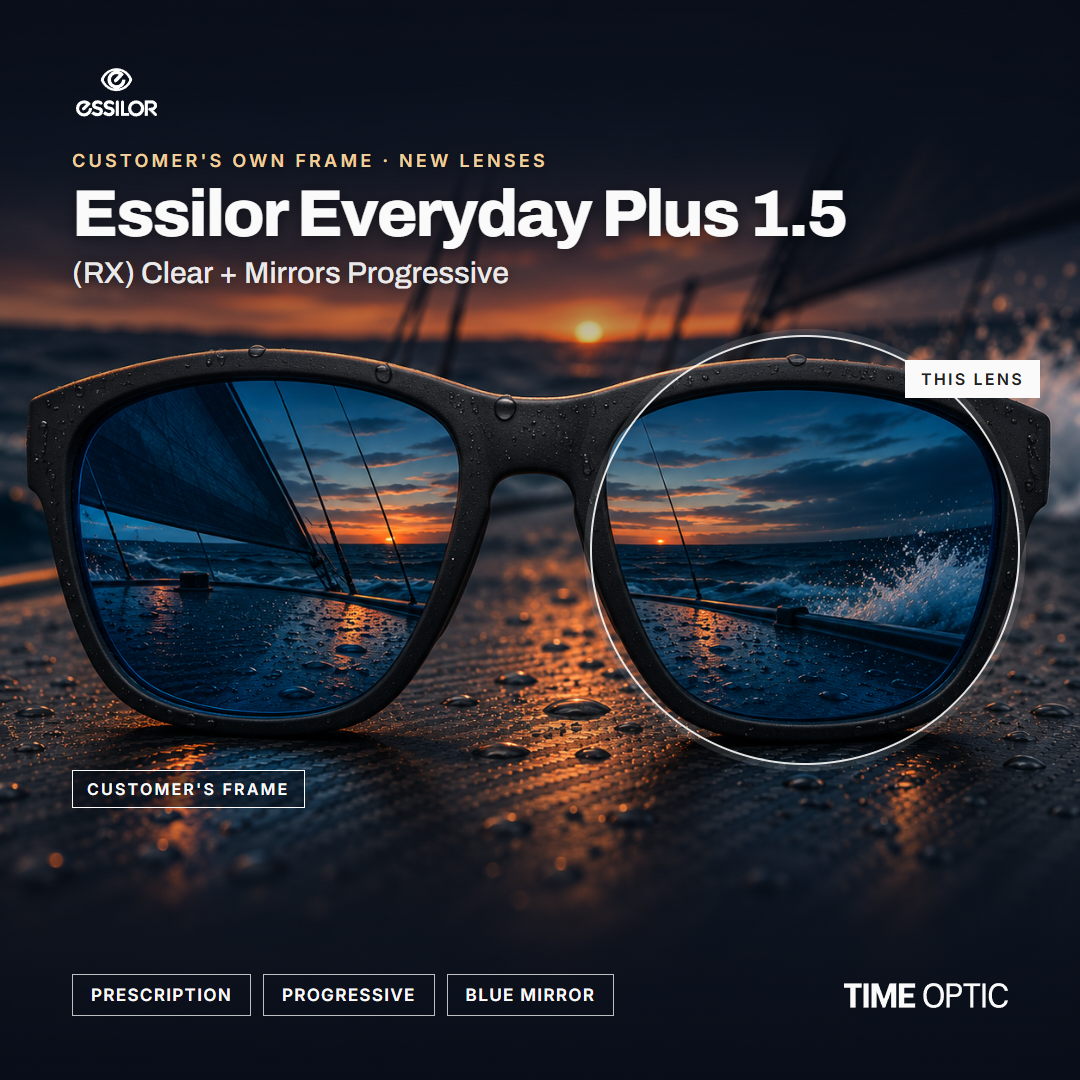 ESSILOR
CUSTOMER'S OWN FRAME · NEW LENSES
Essilor Everyday Plus 1.5
(RX) Clear + Mirrors Progressive
THIS LENS
CUSTOMER'S FRAME
PRESCRIPTION
PROGRESSIVE
BLUE MIRROR
TIME OPTIC